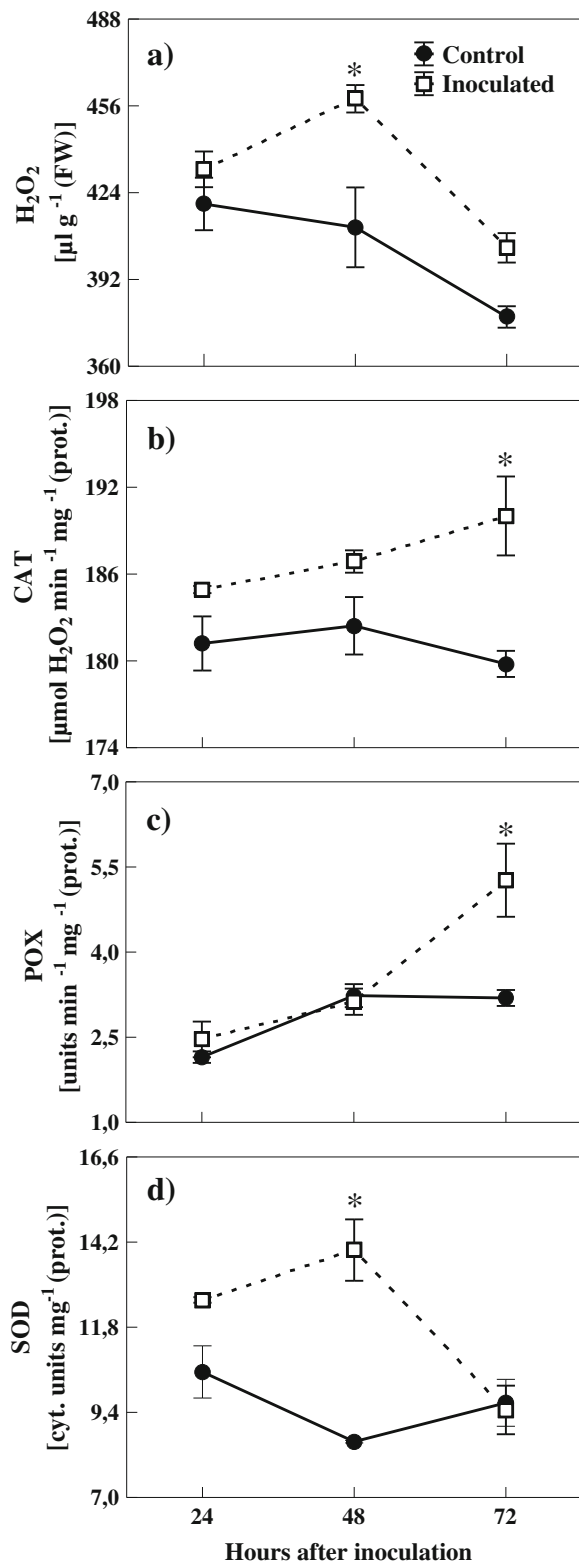 488
a)
*
Control
Inoculated
456
424
392
360
H₂O₂
[µl g⁻¹ (FW)]
198
b)
*
192
186
180
174
CAT
[µmol H₂O₂ min⁻¹ mg⁻¹ (prot.)]
7,0
c)
*
5,5
4,0
2,5
1,0
POX
[units min⁻¹ mg⁻¹ (prot.)]
16,6
d)
*
14,2
11,8
9,4
7,0
SOD
[cyt. units mg⁻¹ (prot.)]
24 48 72
Hours after inoculation